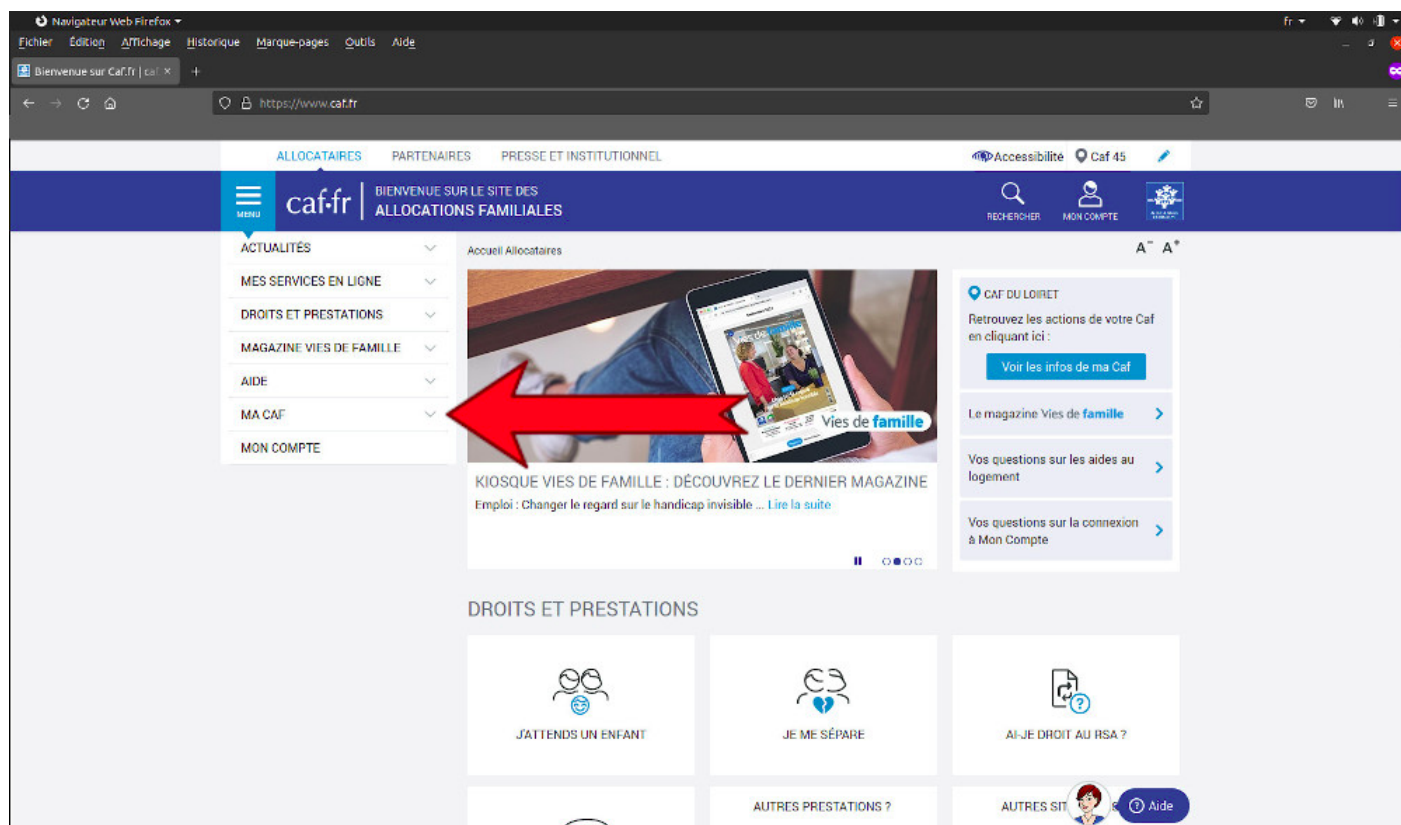 Navigateur Web Firefox
fr
Fichier Édition Affichage Historique Marque-pages Outils Aide
Bienvenue sur Caf.fr | caf
https://www.caf.fr
ALLOCATAIRES PARTENAIRES PRESSE ET INSTITUTIONNEL
Accessibilité Caf 45
MENU
caf.fr
BIENVENUE SUR LE SITE DES
ALLOCATIONS FAMILIALES
RECHERCHER MON COMPTE
ACTUALITÉS
MES SERVICES EN LIGNE
DROITS ET PRESTATIONS
MAGAZINE VIES DE FAMILLE
AIDE
MA CAF
MON COMPTE
Accueil Allocataires
A- A+
Vies de famille
KIOSQUE VIES DE FAMILLE : DÉCOUVREZ LE DERNIER MAGAZINE
Emploi : Changer le regard sur le handicap invisible ... Lire la suite
CAF DU LOIRET
Retrouvez les actions de votre Caf
en cliquant ici :
Voir les infos de ma Caf
Le magazine Vies de famille
Vos questions sur les aides au
logement
Vos questions sur la connexion
à Mon Compte
DROITS ET PRESTATIONS
J'ATTENDS UN ENFANT
JE ME SÉPARE
AI-JE DROIT AU RSA ?
AUTRES PRESTATIONS ?
AUTRES SIT
Aide